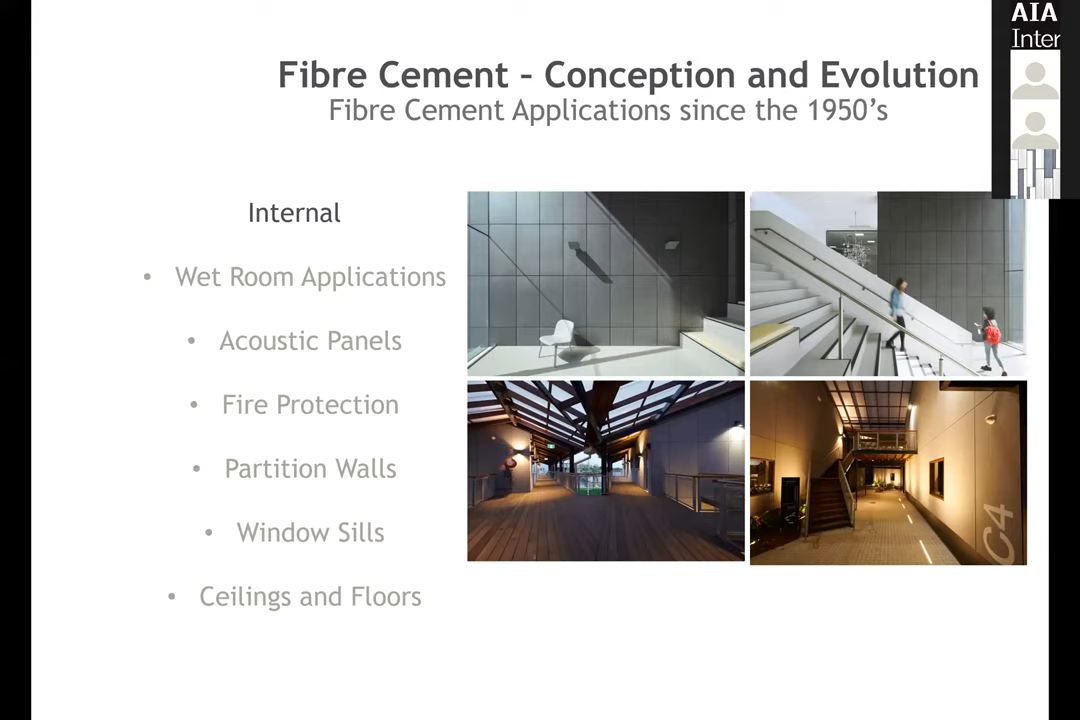 AIA
Inter
Fibre Cement – Conception and Evolution
Fibre Cement Applications since the 1950’s
Internal
• Wet Room Applications
• Acoustic Panels
• Fire Protection
• Partition Walls
• Window Sills
• Ceilings and Floors
C4